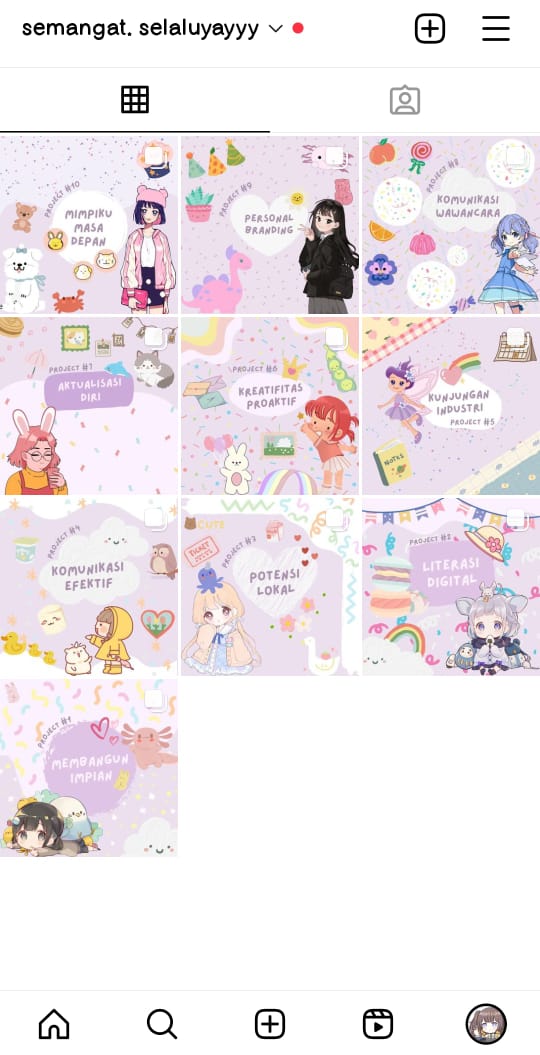 semangat. selaluyayyy
PROJECT #10
MIMPIKU
MASA
DEPAN
PROJECT #9
PERSONAL
BRANDING
PROJECT #8
KOMUNIKASI
WAWANCARA
PROJECT #7
AKTUALISASI
DIRI
PROJECT #6
KREATIFITAS
PROAKTIF
KUNJUNGAN
INDUSTRI
PROJECT #5
NOTES
PROJECT #4
KOMUNIKASI
EFEKTIF
CUTE
TICKET
PROJECT #3
POTENSI
LOKAL
PROJECT #2
LITERASI
DIGITAL
PROJECT #1
MEMBANGUN
IMPIAN